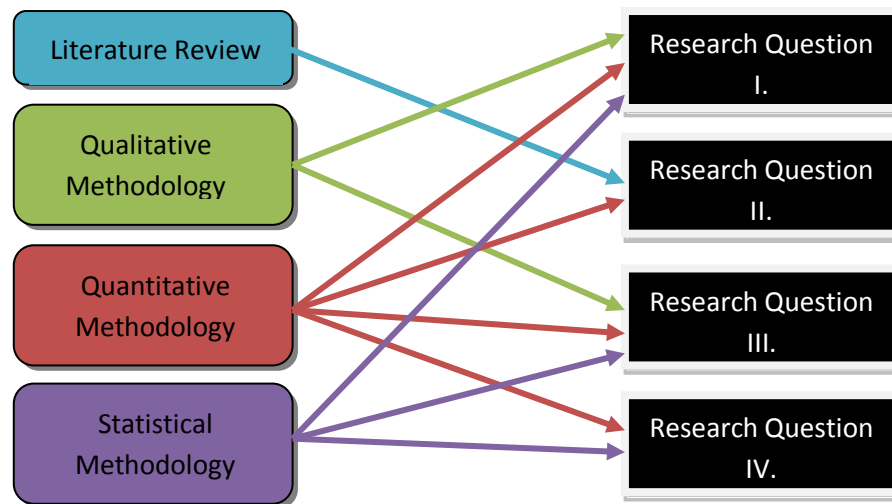 Literature Review
Qualitative
Methodology
Quantitative
Methodology
Statistical
Methodology
Research Question
I.
Research Question
II.
Research Question
III.
Research Question
IV.